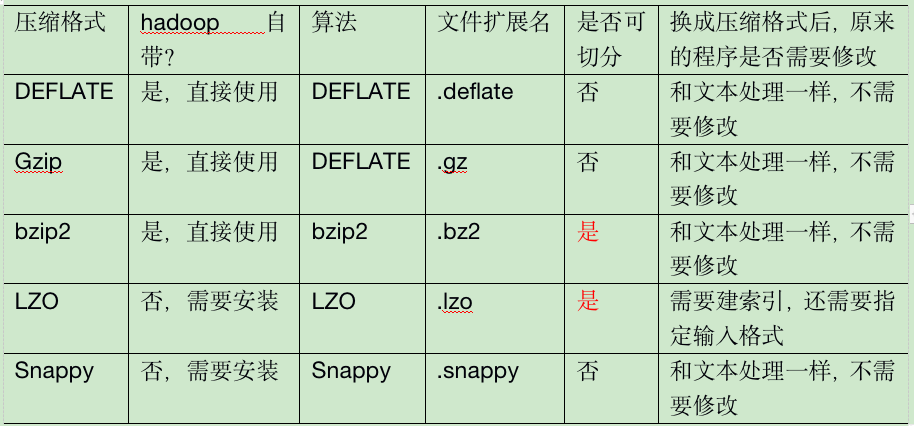 压缩格式 hadoop 自带? 算法 文件扩展名 是否可切分 换成压缩格式后，原来的程序是否需要修改
DEFLATE 是，直接使用 DEFLATE .deflate 否 和文本处理一样，不需要修改
Gzip 是，直接使用 DEFLATE .gz 否 和文本处理一样，不需要修改
bzip2 是，直接使用 bzip2 .bz2 是 和文本处理一样，不需要修改
LZO 否，需要安装 LZO .lzo 是 需要建索引，还需要指定输入格式
Snappy 否，需要安装 Snappy .snappy 否 和文本处理一样，不需要修改